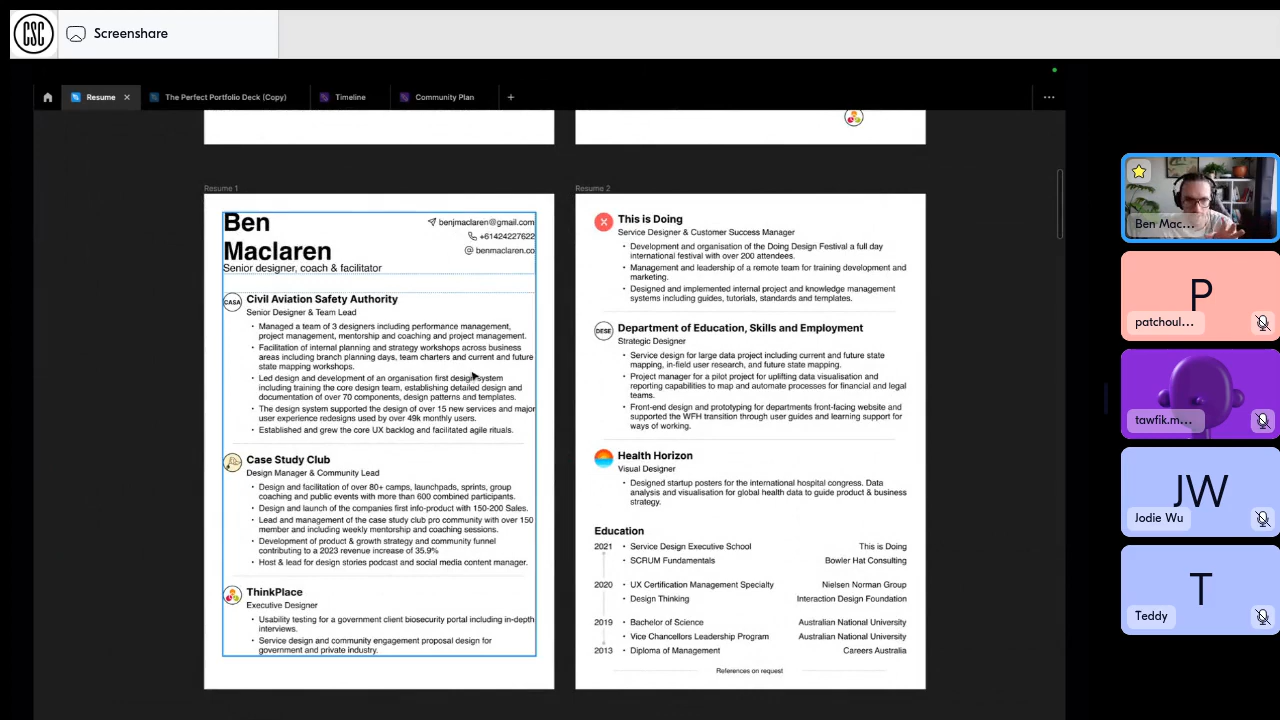 CSC
Screenshare
Resume
The Perfect Portfolio Deck (Copy)
Timeline
Community Plan
Resume 1
Ben
Maclaren
Senior designer, coach & facilitator
benjmaclaren@gmail.com
+61424227622
benmaclaren.co
CASA
Civil Aviation Safety Authority
Senior Designer & Team Lead
• Managed a team of 3 designers including performance management,
project management, mentorship and coaching and project management.
• Facilitation of internal planning and strategy workshops across business
areas including branch planning days, team charters and current and future
state mapping workshops.
• Led design and development of an organisation first design system
including training the core design team, establishing detailed design and
documentation of over 70 components, design patterns and templates.
• The design system supported the design of over 15 new services and major
user experience redesigns used by over 49k monthly users.
• Established and grew the core UX backlog and facilitated agile rituals.
Case Study Club
Design Manager & Community Lead
• Design and facilitation of over 80+ camps, launchpads, sprints, group
coaching and public events with more than 600 combined participants.
• Design and launch of the companies first info-product with 150-200 Sales.
• Lead and management of the case study club pro community with over 150
member and including weekly mentorship and coaching sessions.
• Development of product & growth strategy and community funnel
contributing to a 2023 revenue increase of 35.9%
• Host & lead for design stories podcast and social media content manager.
ThinkPlace
Executive Designer
• Usability testing for a government client biosecurity portal including in-depth
interviews.
• Service design and community engagement proposal design for
government and private industry.
Resume 2
This is Doing
Service Designer & Customer Success Manager
• Development and organisation of the Doing Design Festival a full day
international festival with over 200 attendees.
• Management and leadership of a remote team for training development and
marketing.
• Designed and implemented internal project and knowledge management
systems including guides, tutorials, standards and templates.
DESE
Department of Education, Skills and Employment
Strategic Designer
• Service design for large data project including current and future state
mapping, in-field user research, and future state mapping.
• Project manager for a pilot project for uplifting data visualisation and
reporting capabilities to map and automate processes for financial and legal
teams.
• Front-end design and prototyping for departments front-facing website and
supported the WFH transition through user guides and learning support for
ways of working.
Health Horizon
Visual Designer
• Designed startup posters for the international hospital congress. Data
analysis and visualisation for global health data to guide product & business
strategy.
Education
2021 • Service Design Executive School This is Doing
• SCRUM Fundamentals Bowler Hat Consulting
2020 • UX Certification Management Specialty Nielsen Norman Group
• Design Thinking Interaction Design Foundation
2019 • Bachelor of Science Australian National University
• Vice Chancellors Leadership Program Australian National University
2013 • Diploma of Management Careers Australia
References on request
Ben Mac...
P
patchoul...
tawfik.m...
JW
Jodie Wu
T
Teddy